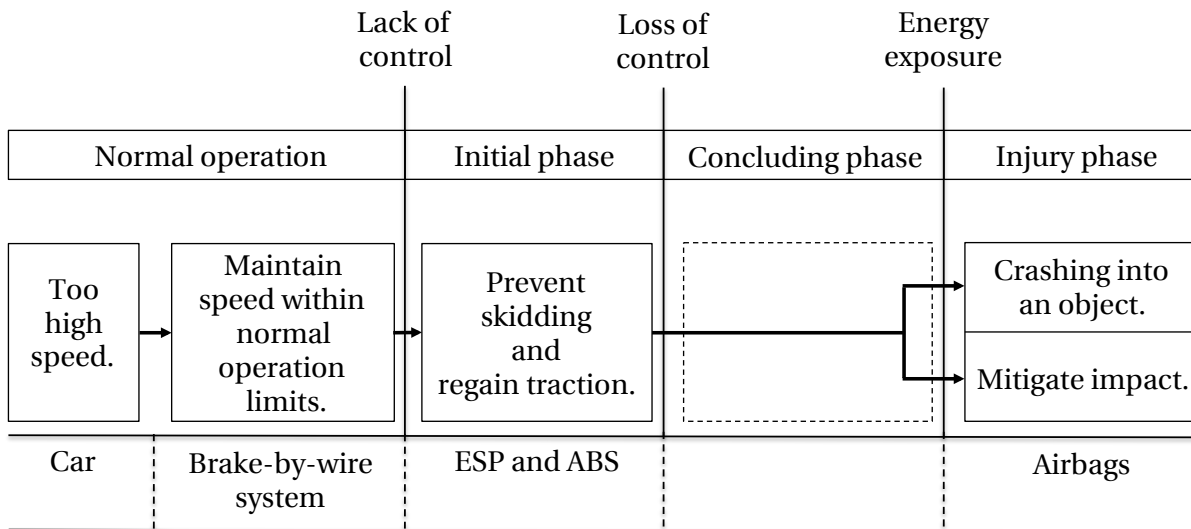 Lack of
control
Loss of
control
Energy
exposure
Normal operation
Initial phase
Concluding phase
Injury phase
Too
high
speed.
Maintain
speed within
normal
operation
limits.
Prevent
skidding
and
regain traction.
Crashing into
an object.
Mitigate impact.
Car
Brake-by-wire
system
ESP and ABS
Airbags